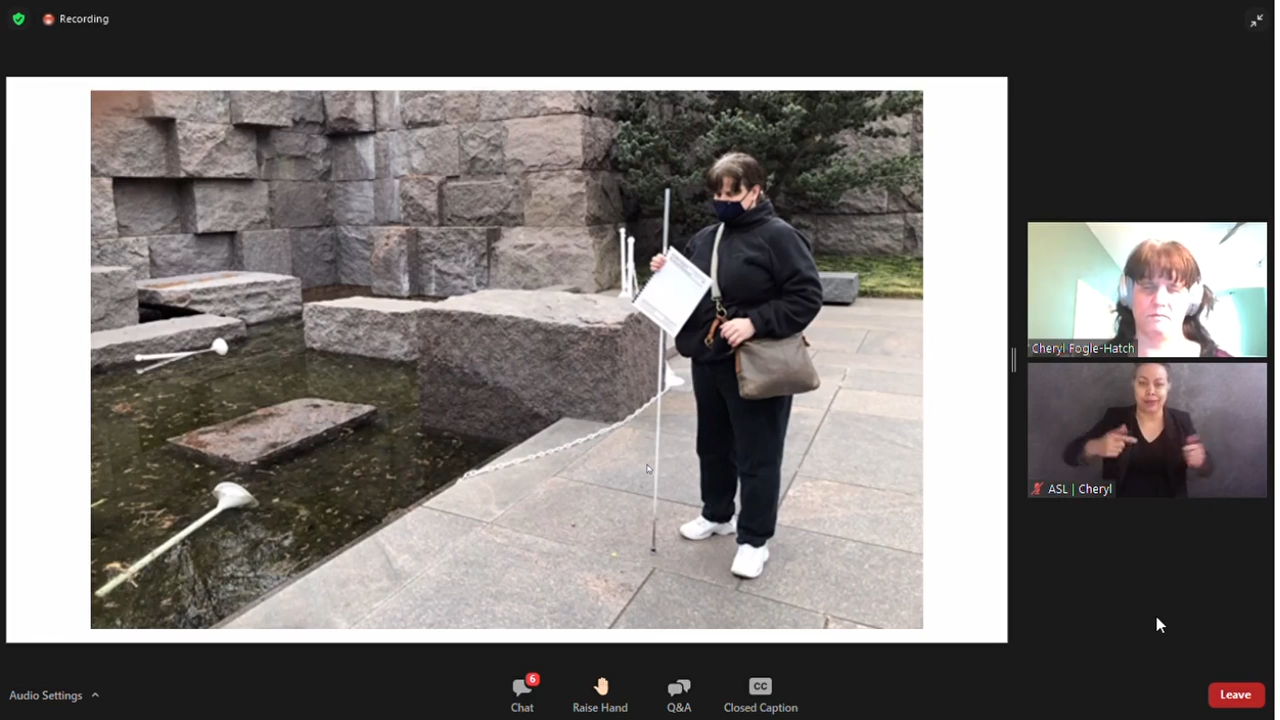 Recording
Cheryl Fogle-Hatch
ASL | Cheryl
Audio Settings
6
Chat
Raise Hand
Q&A
CC
Closed Caption
Leave